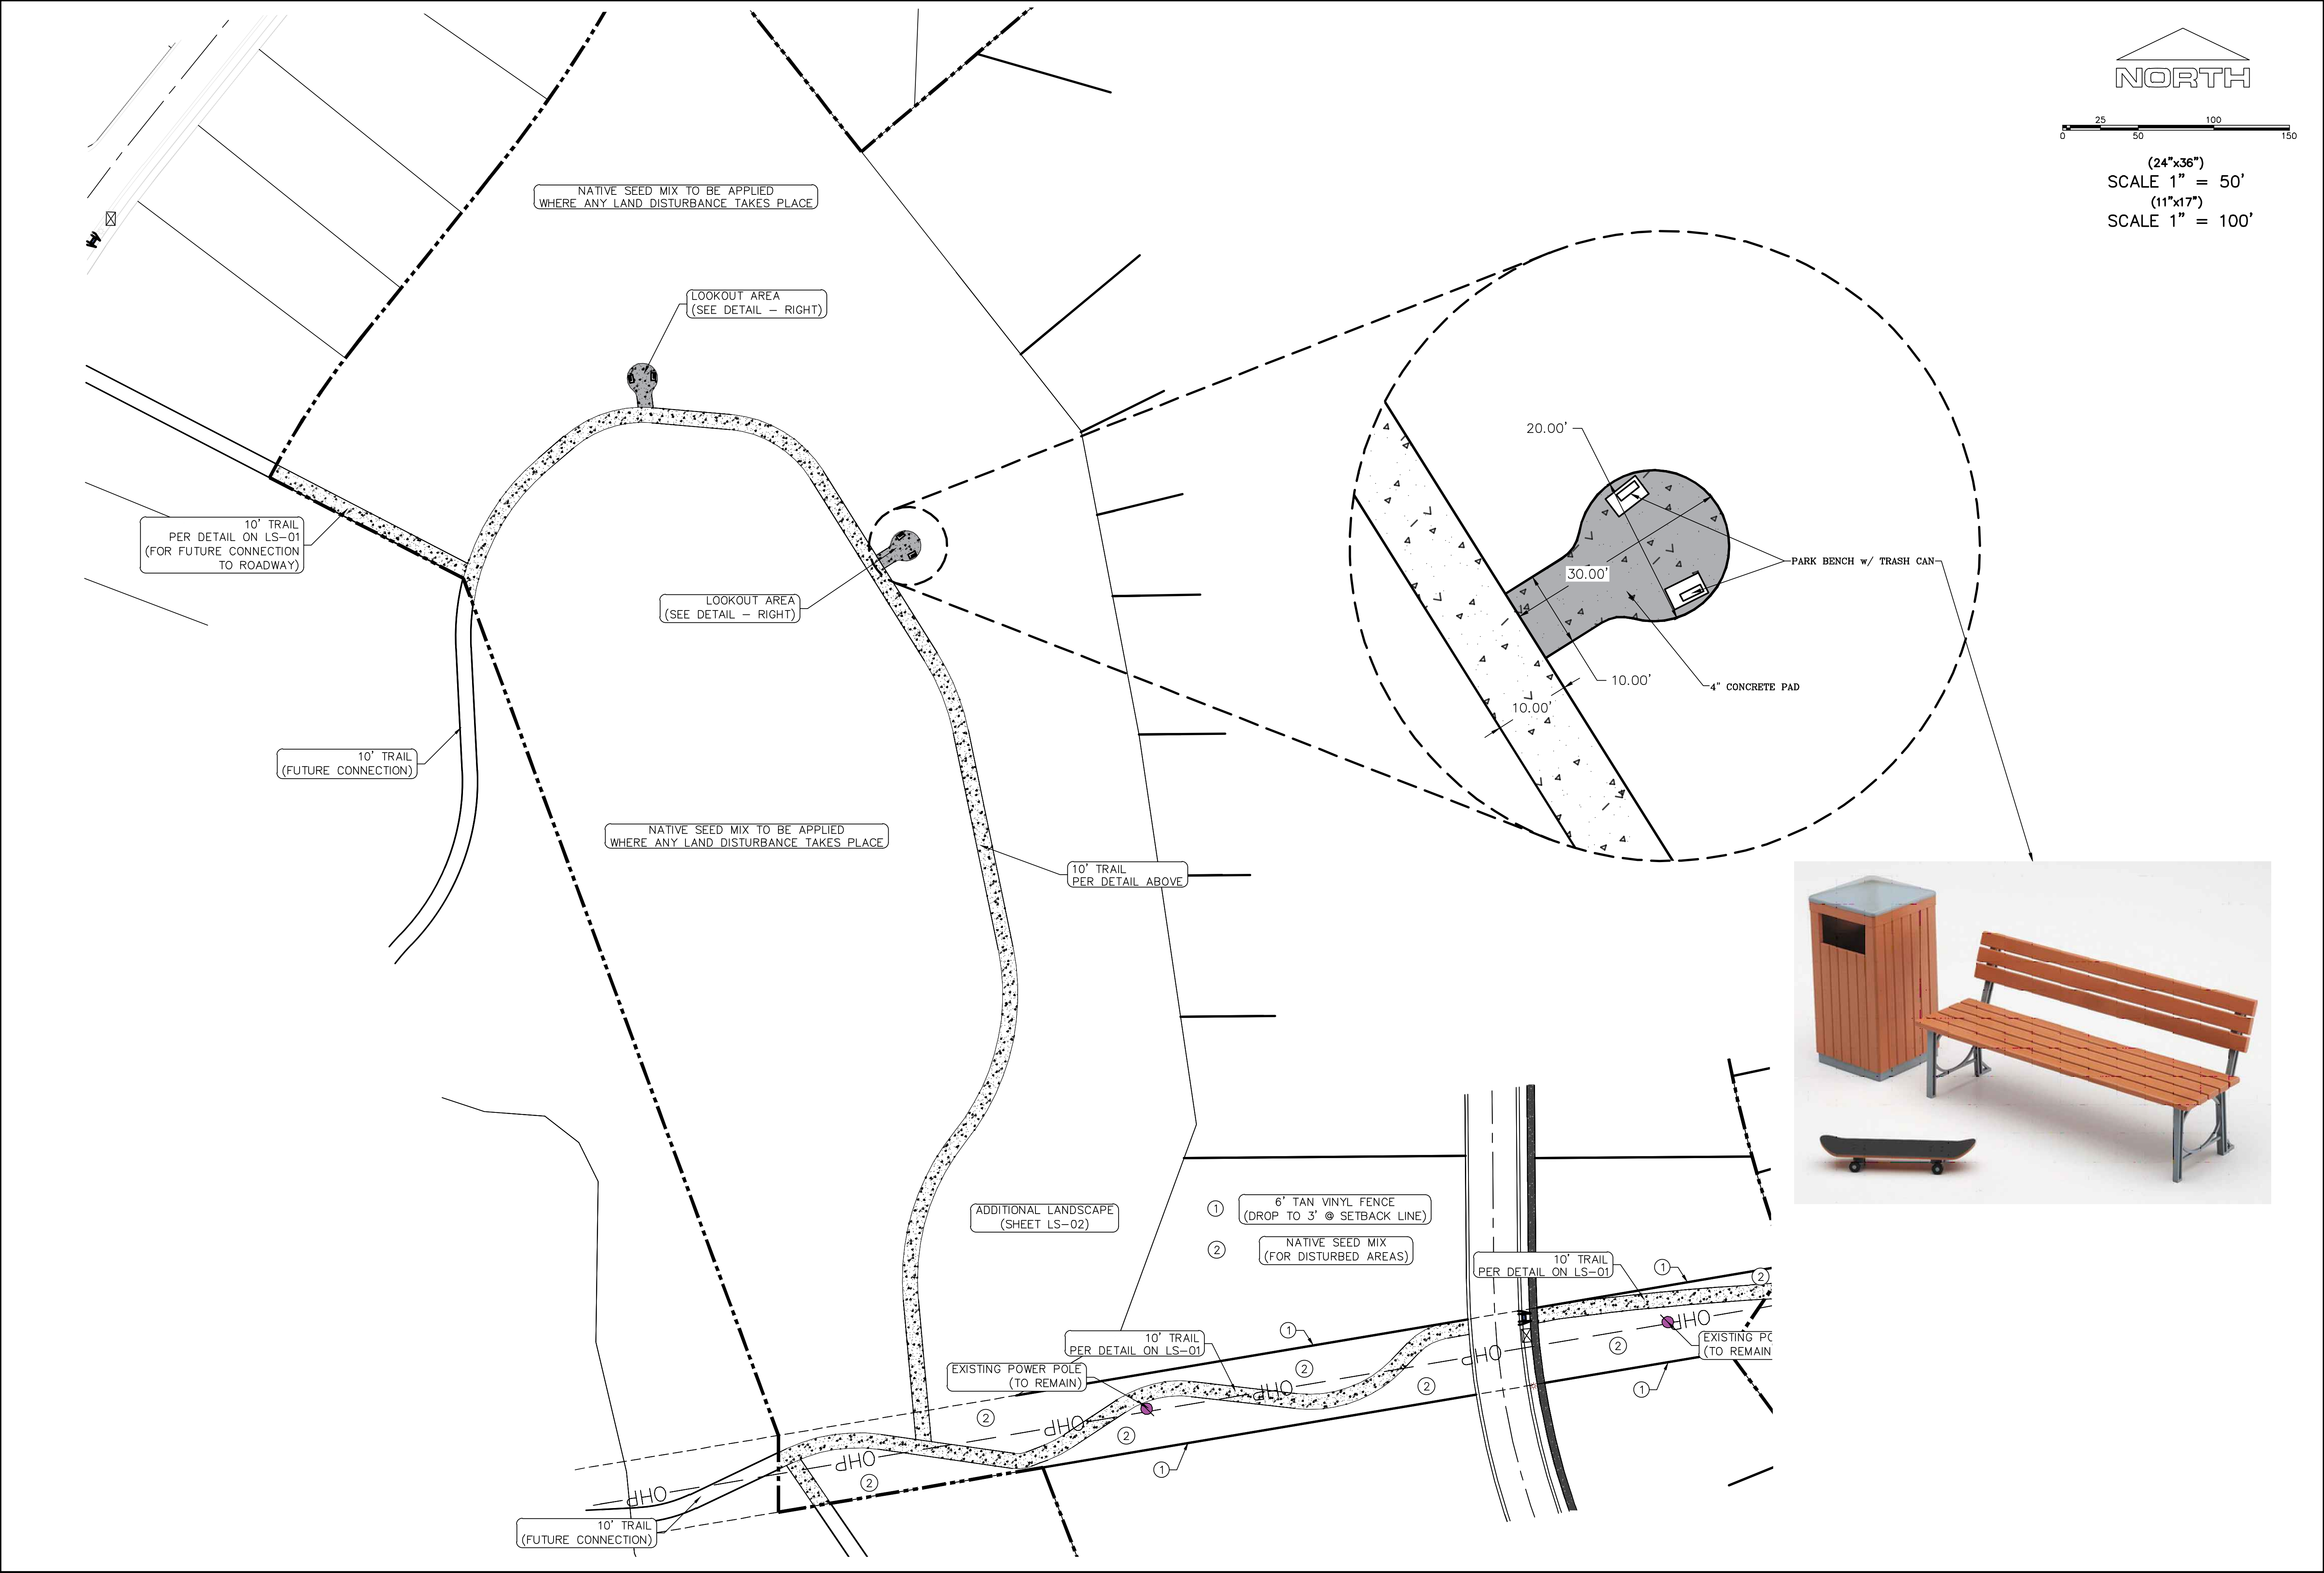 NORTH
25
100
0
50
150
(24"x36")
SCALE 1" = 50'
(11"x17")
SCALE 1" = 100'
NATIVE SEED MIX TO BE APPLIED
WHERE ANY LAND DISTURBANCE TAKES PLACE
LOOKOUT AREA
(SEE DETAIL - RIGHT)
10' TRAIL
PER DETAIL ON LS-01
(FOR FUTURE CONNECTION
TO ROADWAY)
LOOKOUT AREA
(SEE DETAIL - RIGHT)
20.00'
30.00'
PARK BENCH w/ TRASH CAN
10.00'
4" CONCRETE PAD
10.00'
10' TRAIL
(FUTURE CONNECTION)
NATIVE SEED MIX TO BE APPLIED
WHERE ANY LAND DISTURBANCE TAKES PLACE
10' TRAIL
PER DETAIL ABOVE
ADDITIONAL LANDSCAPE
(SHEET LS-02)
1
6' TAN VINYL FENCE
(DROP TO 3' @ SETBACK LINE)
2
NATIVE SEED MIX
(FOR DISTURBED AREAS)
10' TRAIL
PER DETAIL ON LS-01
1
2
OHP
EXISTING PO
(TO REMAIN
2
1
1
10' TRAIL
PER DETAIL ON LS-01
OHP
2
EXISTING POWER POLE
(TO REMAIN)
OHP
2
2
OHP
2
1
OHP
2
OHP
10' TRAIL
(FUTURE CONNECTION)